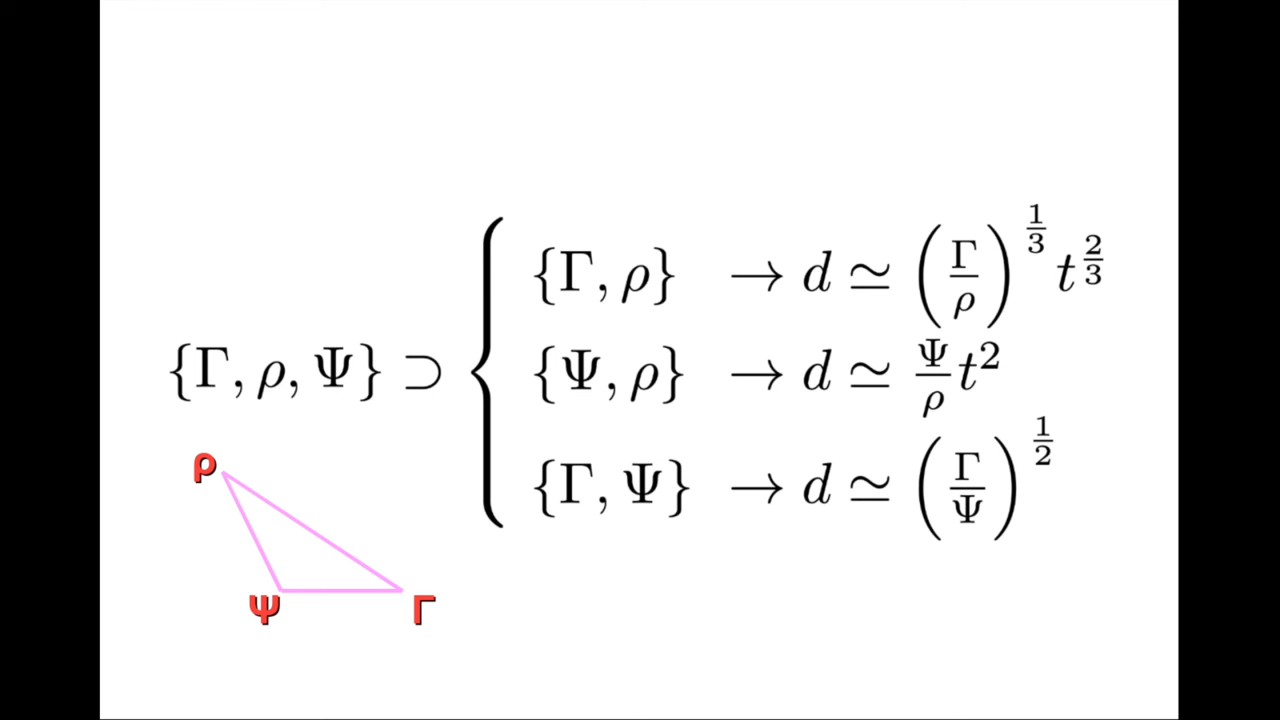 {Γ, ρ} → d ≃ (Γ/ρ)^{1/3} t^{2/3}
{Γ, ρ, Ψ} ⊃ { {Ψ, ρ} → d ≃ Ψ/ρ t^2
{Γ, Ψ} → d ≃ (Γ/Ψ)^{1/2}
ρ
Ψ Γ